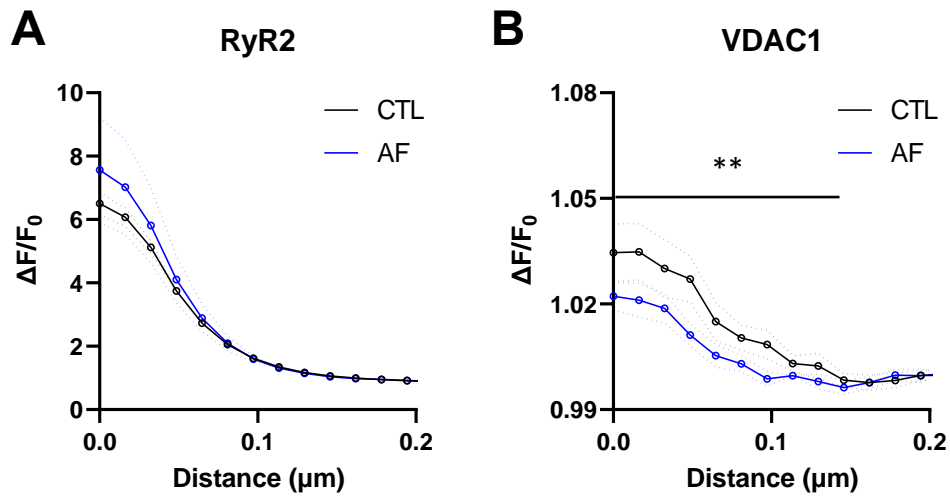 A
RyR2
10
8
6
4
2
0
ΔF/F0
0.0
0.1
0.2
Distance (μm)
CTL
AF
B
VDAC1
1.08
1.05
1.02
0.99
ΔF/F0
0.0
0.1
0.2
Distance (μm)
CTL
AF
**